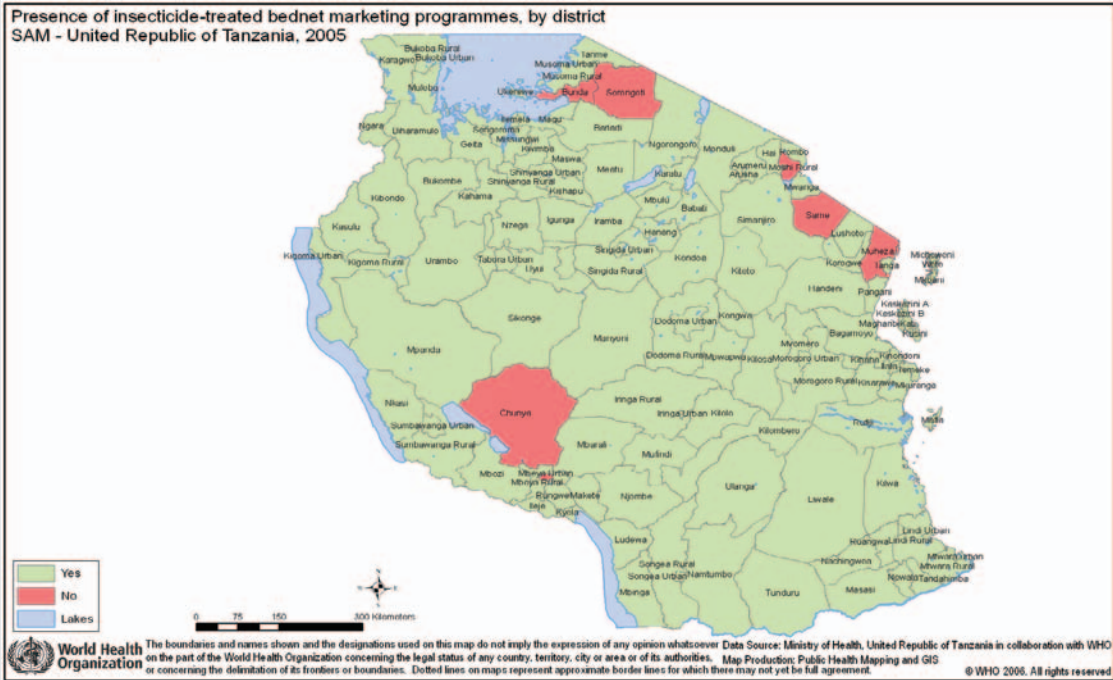 Presence of insecticide-treated bednet marketing programmes, by district
SAM - United Republic of Tanzania, 2005
Bukoba Rural
Bukoba Urban
Karagwe
Tarime
Musoma Urban
Musoma Rural
Muleba
Ukerewe
Bunda
Serengeti
Magu
Ngara
Biharamulo
Sengerema
Geita
Misungwi
Kwimba
Bariadi
Maswa
Meatu
Ngorongoro
Monduli
Hai
Rombo
Moshi Rural
Arumeru
Arusha
Karatu
Mwanga
Shinyanga Urban
Shinyanga Rural
Kishapu
Bukombe
Kahama
Kibondo
Mbulu
Babati
Same
Simanjiro
Kasulu
Nzega
Igunga
Iramba
Hanang
Lushoto
Muheza
Tanga
Korogwe
Kigoma Urban
Kigoma Rural
Urambo
Tabora Urban
Uyui
Singida Urban
Singida Rural
Kondoa
Kiteto
Handeni
Pangani
Micheweni
Wete
Mkoani
Sikonge
Manyoni
Dodoma Urban
Kongwa
Kaskazini A
Kaskazini B
Kusini
Bagamoyo
Mvomero
Mpanda
Dodoma Rural
Mpwapwa
Kilosa
Morogoro Urban
Kibaha
Kinondoni
Ilala
Temeke
Morogoro Rural
Kisarawe
Mkuranga
Nkasi
Chunya
Iringa Rural
Iringa Urban
Kilolo
Mafia
Rufiji
Sumbawanga Urban
Sumbawanga Rural
Kilombero
Mbarali
Mufindi
Mbozi
Mbeya Urban
Mbeya Rural
Rungwe
Makete
Njombe
Ulanga
Liwale
Kilwa
Ileje
Kyela
Ludewa
Lindi Urban
Lindi Rural
Ruangwa
Nachingwea
Songea Rural
Songea Urban
Namtumbo
Mbinga
Tunduru
Masasi
Newala
Tandahimba
Mtwara Urban
Mtwara Rural
Yes
No
Lakes
0 75 150 300 Kilometers
World Health
Organization
The boundaries and names shown and the designations used on this map do not imply the expression of any opinion whatsoever
on the part of the World Health Organization concerning the legal status of any country, territory, city or area or of its authorities,
or concerning the delimitation of its frontiers or boundaries. Dotted lines on maps represent approximate border lines for which there may not yet be full agreement.
Data Source: Ministry of Health, United Republic of Tanzania in collaboration with WHO
Map Production: Public Health Mapping and GIS
© WHO 2006. All rights reserved